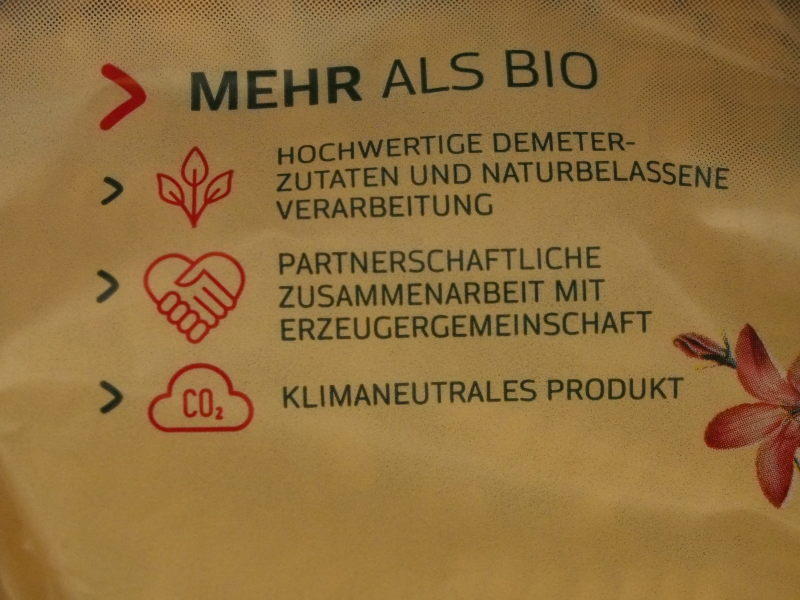 MEHR ALS BIO
HOCHWERTIGE DEMETER-
ZUTATEN UND NATURBELASSENE
VERARBEITUNG
PARTNERSCHAFTLICHE
ZUSAMMENARBEIT MIT
ERZEUGERGEMEINSCHAFT
CO₂
KLIMANEUTRALES PRODUKT